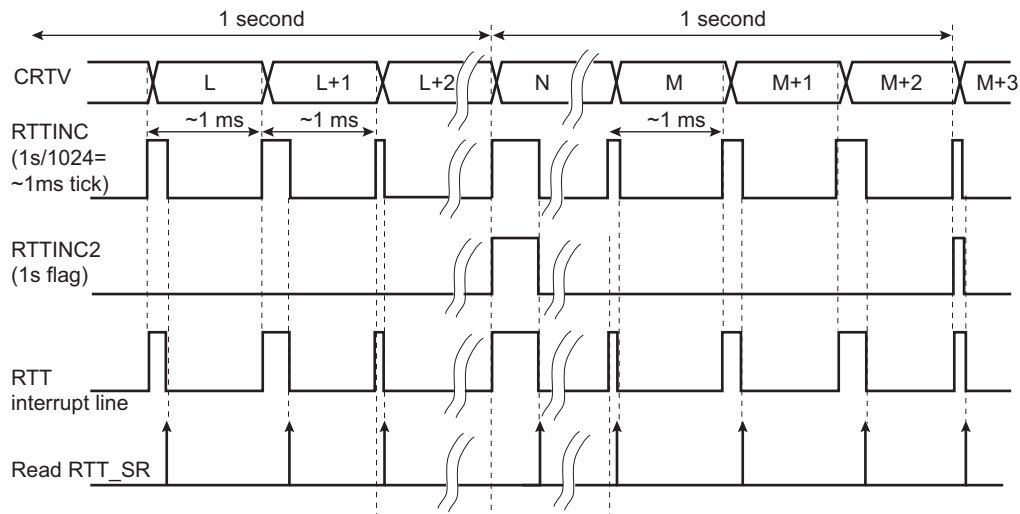 1 second 1 second
CRTV L L+1 L+2 N M M+1 M+2 M+3
~1 ms ~1 ms ~1 ms
RTTINC
(1s/1024=
~1ms tick)
RTTINC2
(1s flag)
RTT
interrupt line
Read RTT_SR